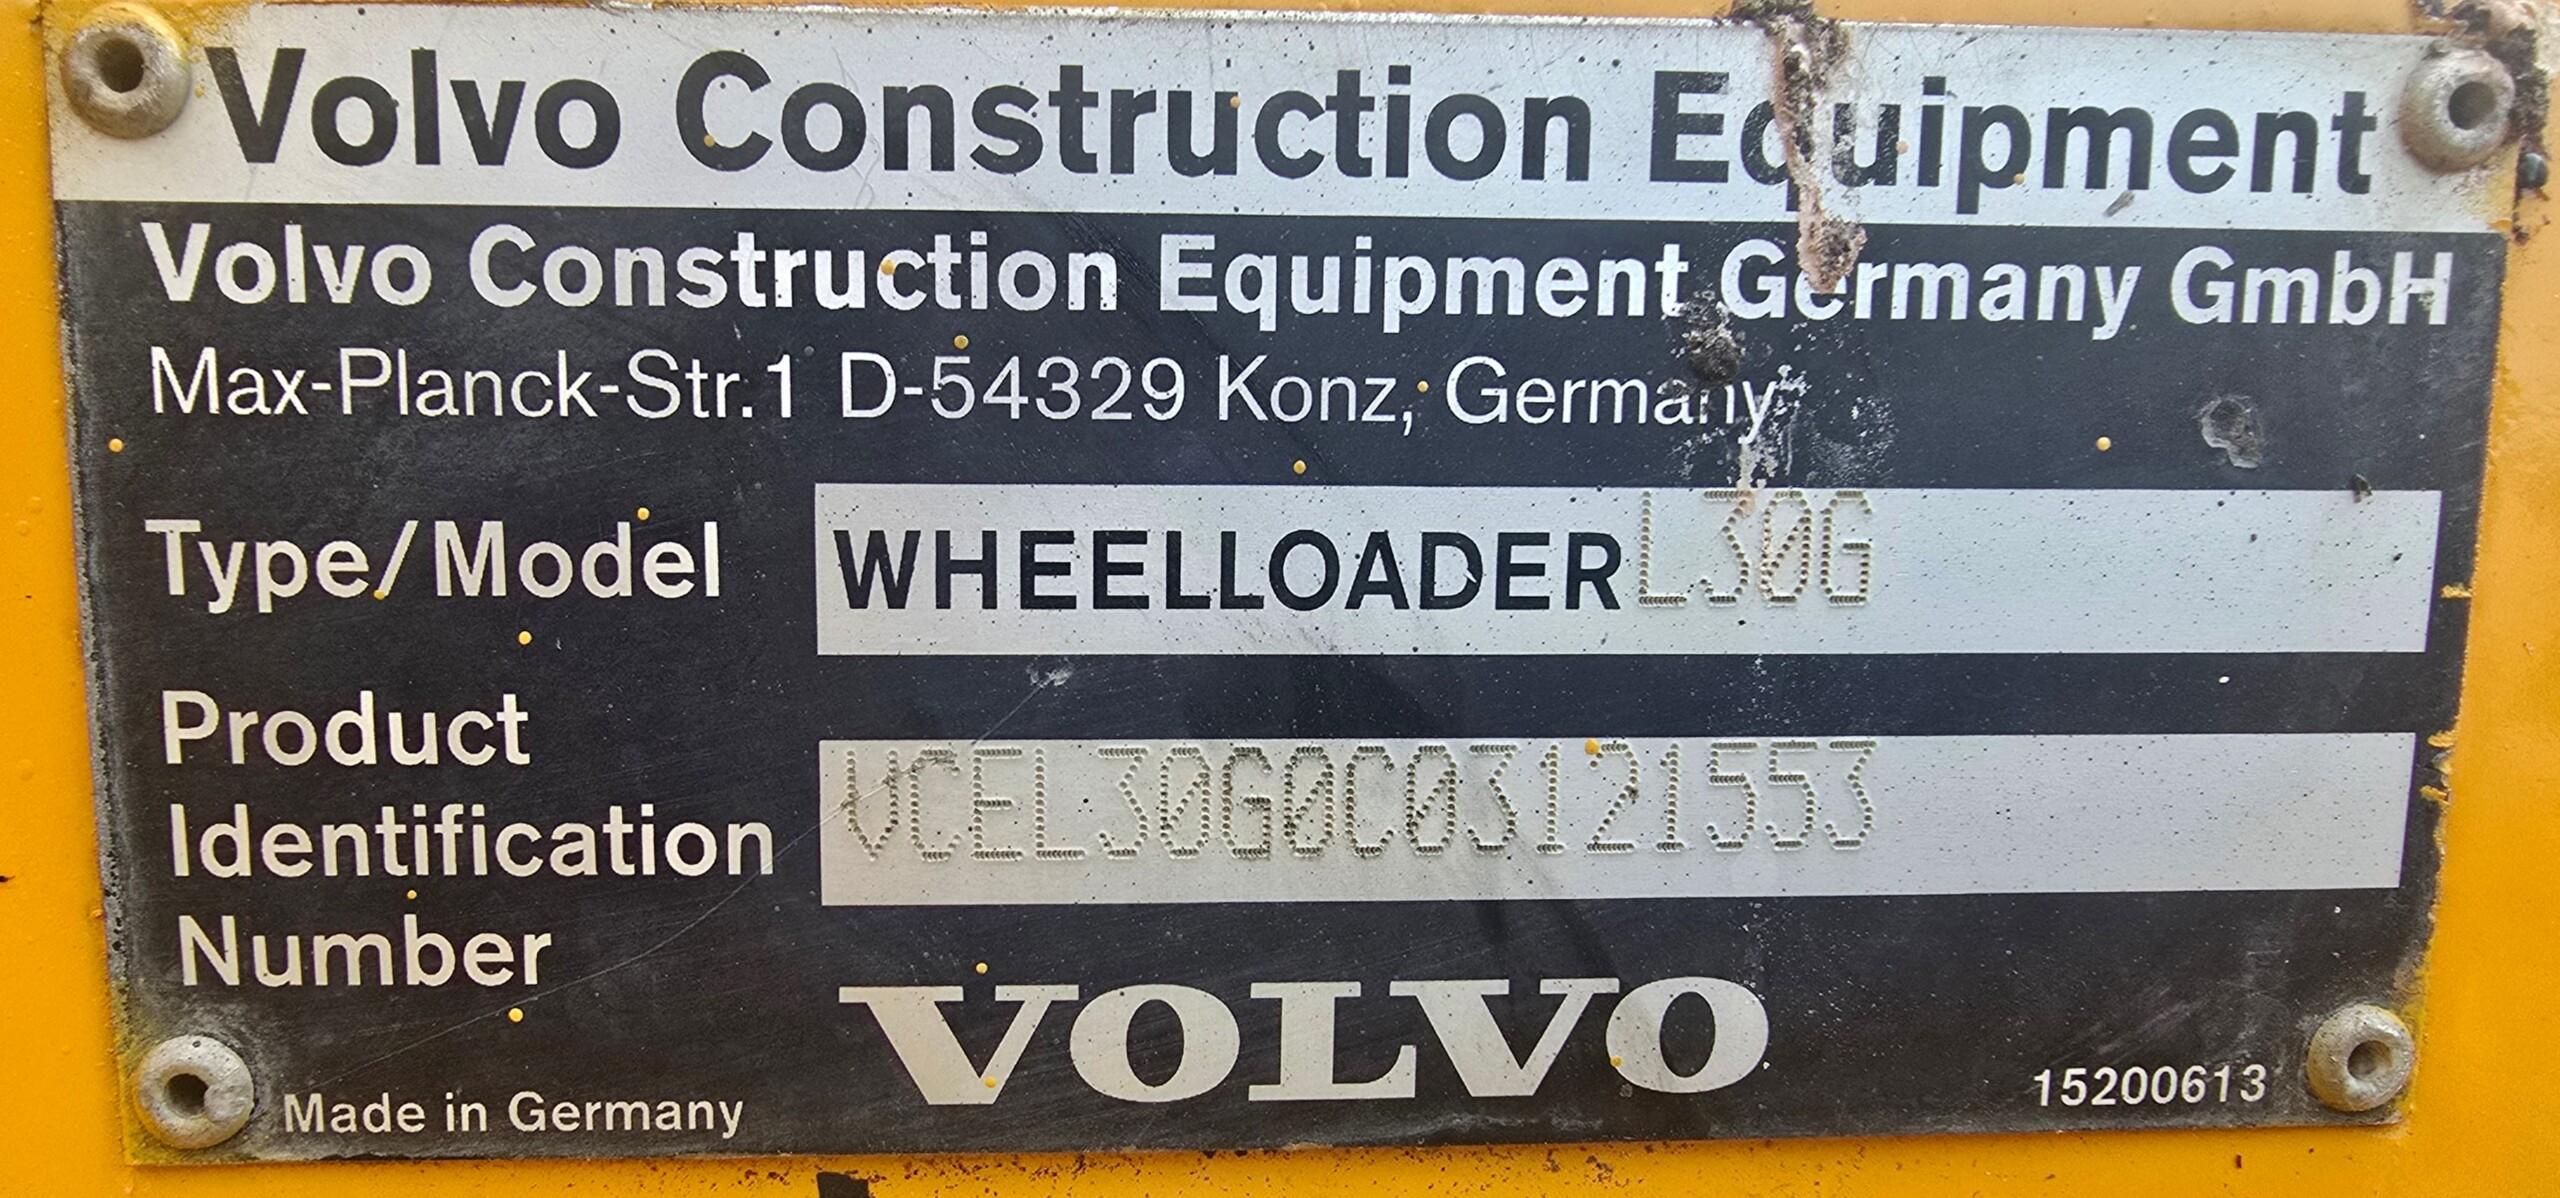 Volvo Construction Equipment
Volvo Construction Equipment Germany GmbH
Max-Planck-Str.1 D-54329 Konz, Germany
Type/Model WHEELLOADER L30G
Product
Identification
Number
VCEL30G0C03121553
VOLVO
Made in Germany
15200613